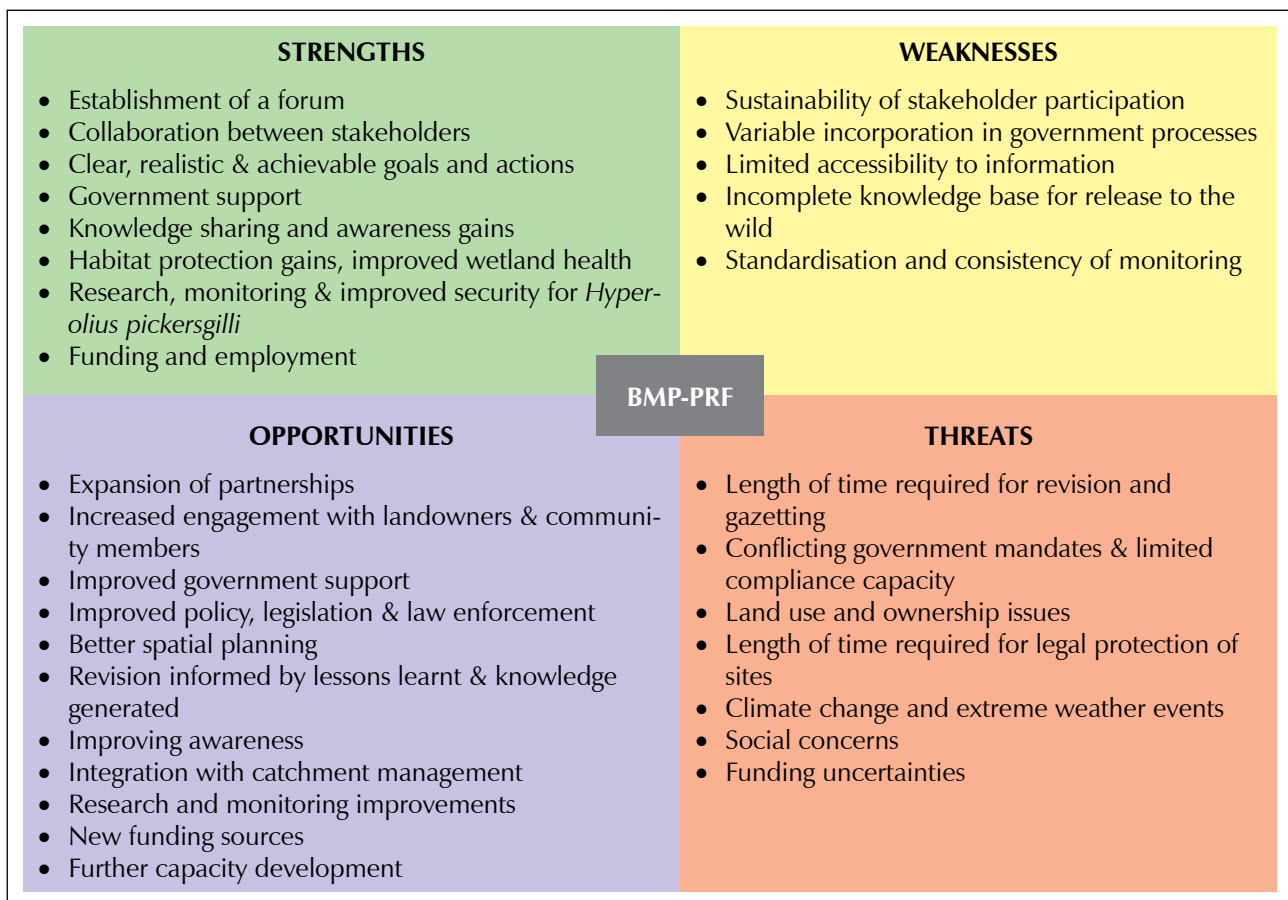 STRENGTHS
• Establishment of a forum
• Collaboration between stakeholders
• Clear, realistic & achievable goals and actions
• Government support
• Knowledge sharing and awareness gains
• Habitat protection gains, improved wetland health
• Research, monitoring & improved security for Hyper-
olius pickersgilli
• Funding and employment
WEAKNESSES
• Sustainability of stakeholder participation
• Variable incorporation in government processes
• Limited accessibility to information
• Incomplete knowledge base for release to the
wild
• Standardisation and consistency of monitoring
BMP-PRF
OPPORTUNITIES
• Expansion of partnerships
• Increased engagement with landowners & communi-
ty members
• Improved government support
• Improved policy, legislation & law enforcement
• Better spatial planning
• Revision informed by lessons learnt & knowledge
generated
• Improving awareness
• Integration with catchment management
• Research and monitoring improvements
• New funding sources
• Further capacity development
THREATS
• Length of time required for revision and
gazetting
• Conflicting government mandates & limited
compliance capacity
• Land use and ownership issues
• Length of time required for legal protection of
sites
• Climate change and extreme weather events
• Social concerns
• Funding uncertainties